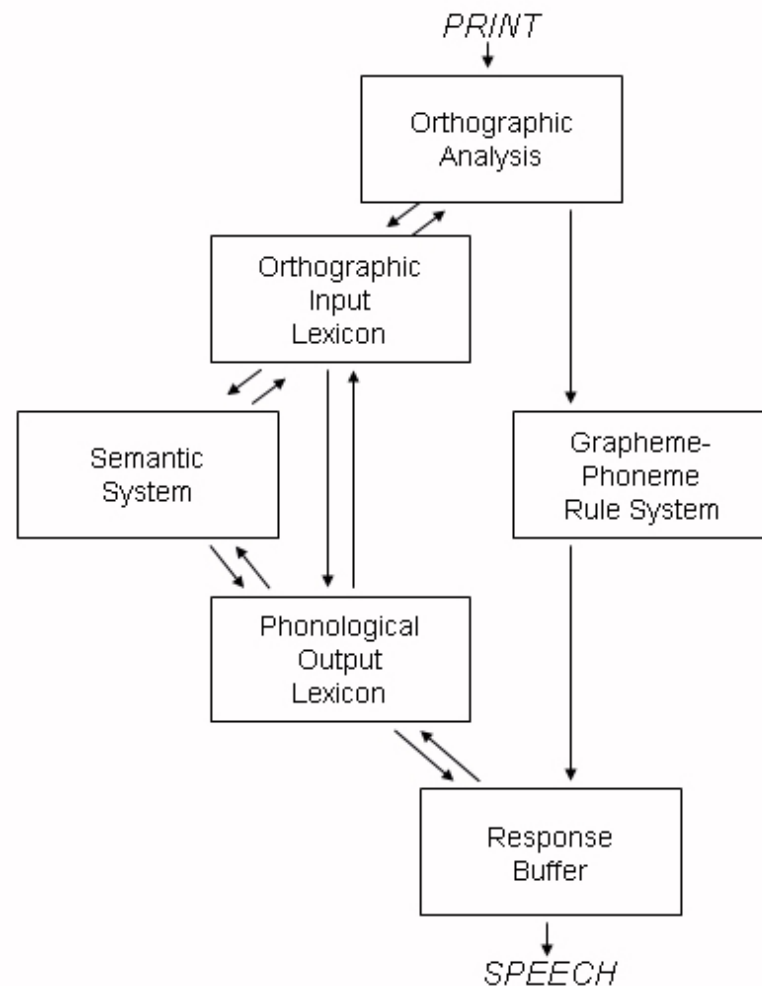 PRINT
Orthographic
Analysis
Orthographic
Input
Lexicon
Semantic
System
Grapheme-
Phoneme
Rule System
Phonological
Output
Lexicon
Response
Buffer
SPEECH